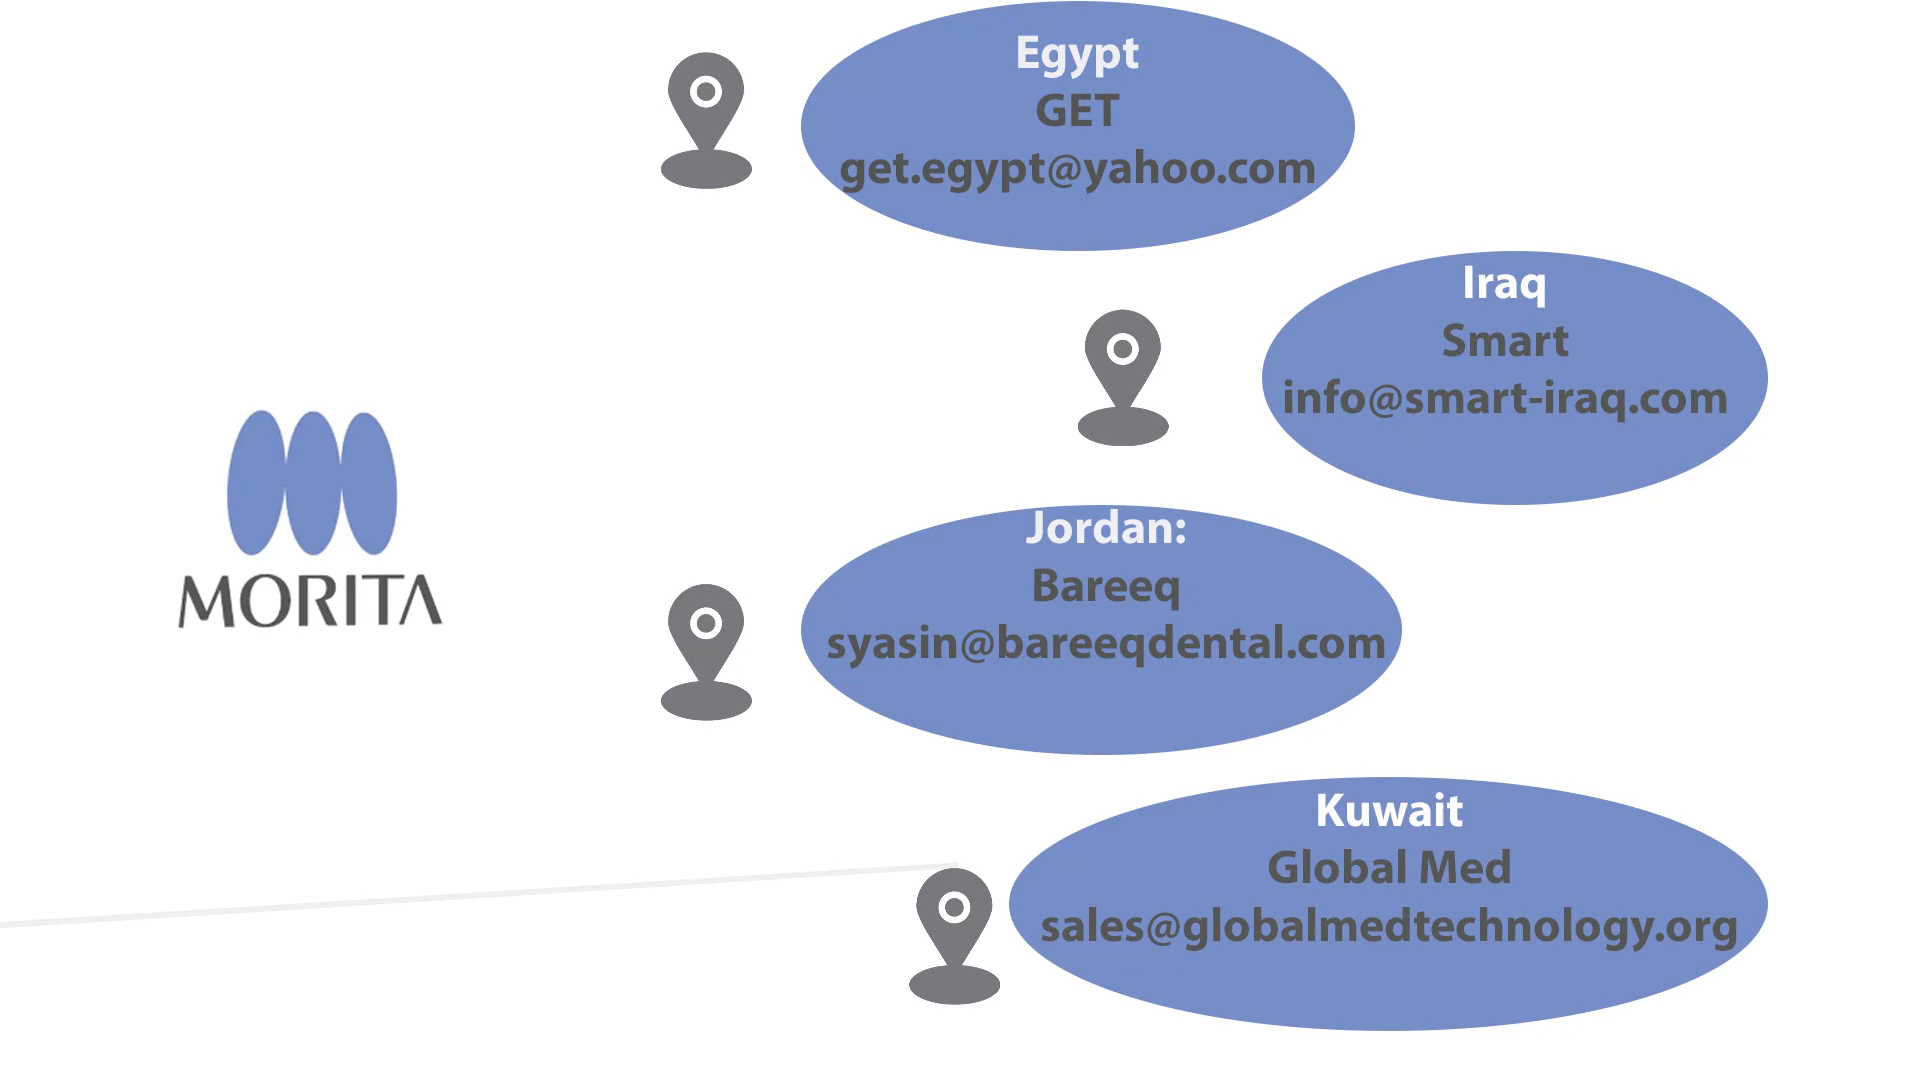 Egypt
GET
get.egypt@yahoo.com
Iraq
Smart
info@smart-iraq.com
MORITA
Jordan:
Bareeq
syasin@bareeqdental.com
Kuwait
Global Med
sales@globalmedtechnology.org